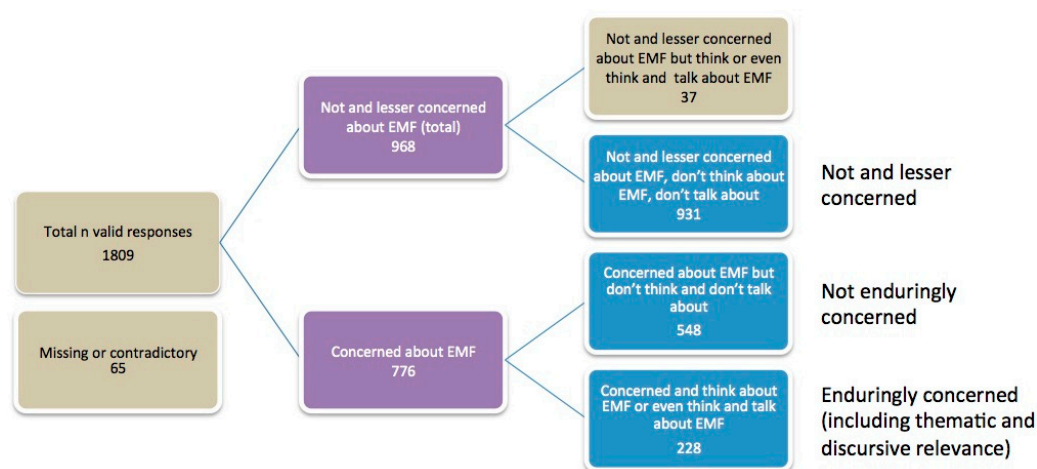 Total n valid responses
1809
Missing or contradictory
65
Not and lesser concerned
about EMF (total)
968
Concerned about EMF
776
Not and lesser concerned
about EMF but think or even
think and talk about EMF
37
Not and lesser concerned
about EMF, don't think about
EMF, don't talk about
931
Concerned about EMF but
don't think and don't talk
about
548
Concerned and think about
EMF or even think and talk
about EMF
228
Not and lesser
concerned
Not enduringly
concerned
Enduringly concerned
(including thematic and
discursive relevance)